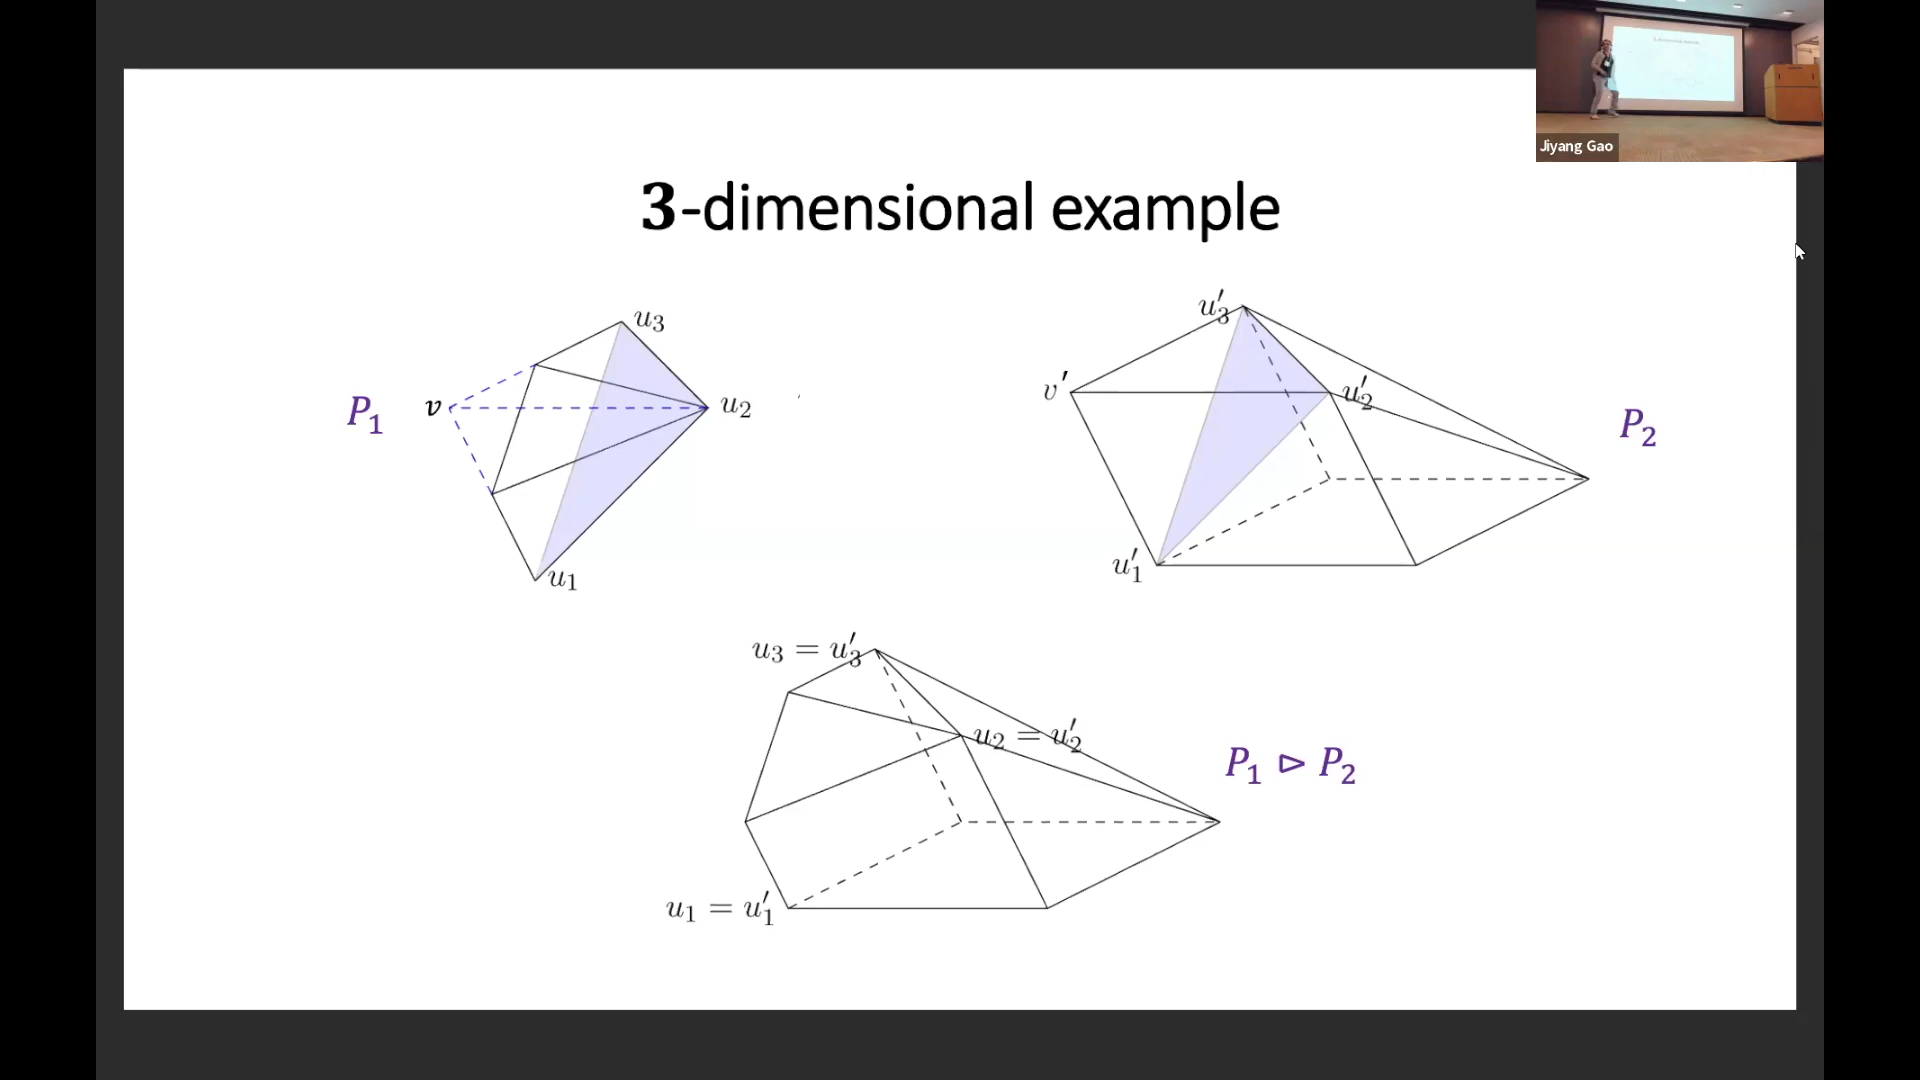 Jiyang Gao
3-dimensional example
u₃
P₁
v
u₂
u₁
u′₃
v′
u′₂
P₂
u′₁
u₃ = u′₃
u₂ = u′₂
P₁ ⊳ P₂
u₁ = u′₁